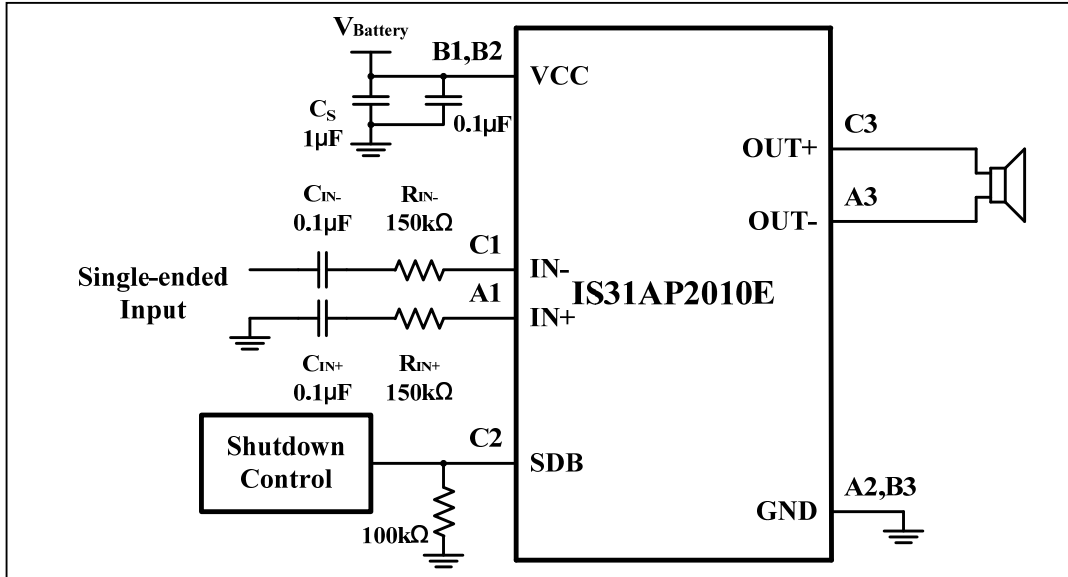 VBattery
B1,B2
VCC
CS
1µF
0.1µF
C3
OUT+
A3
OUT-
CIN-
0.1µF
RIN-
150kΩ
C1
IN-
Single-ended
Input
A1
IN+
IS31AP2010E
CIN+
0.1µF
RIN+
150kΩ
Shutdown
Control
C2
SDB
100kΩ
A2,B3
GND